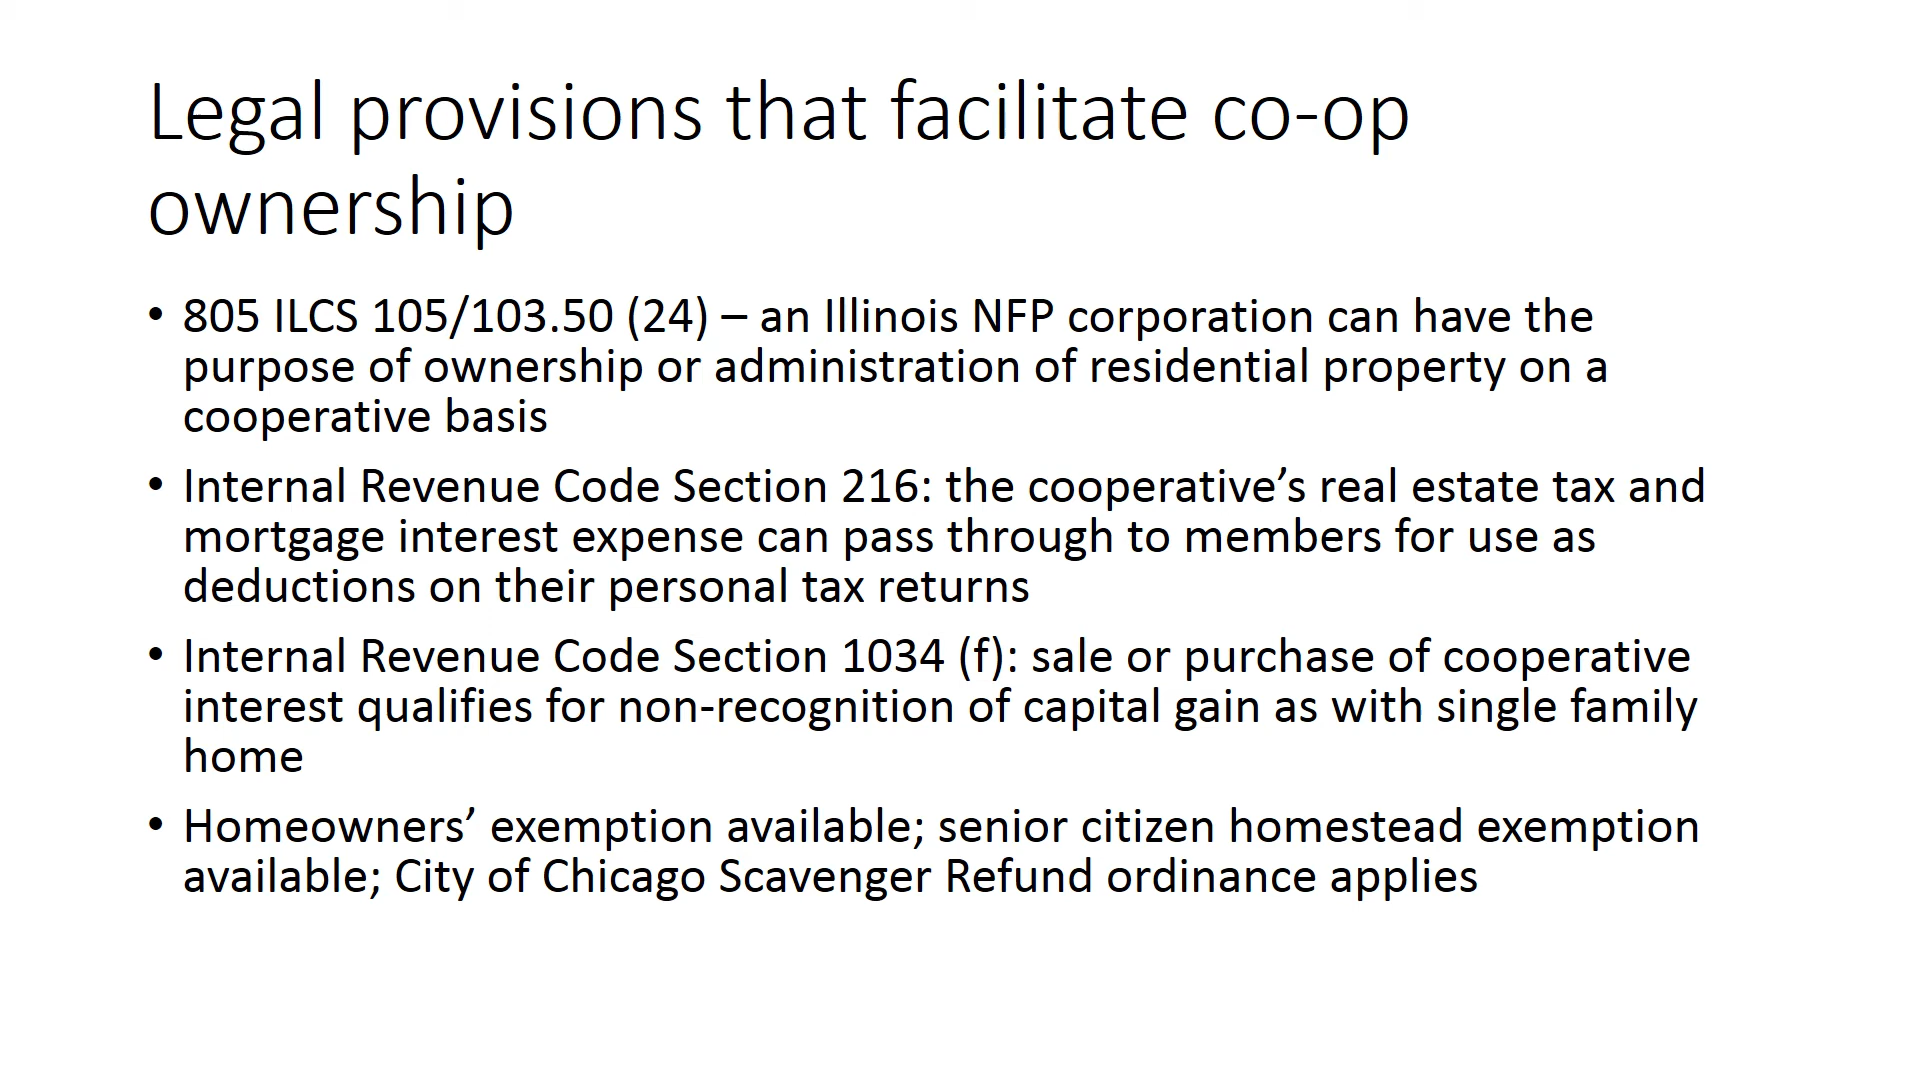 Legal provisions that facilitate co-op
ownership
• 805 ILCS 105/103.50 (24) – an Illinois NFP corporation can have the
purpose of ownership or administration of residential property on a
cooperative basis
• Internal Revenue Code Section 216: the cooperative’s real estate tax and
mortgage interest expense can pass through to members for use as
deductions on their personal tax returns
• Internal Revenue Code Section 1034 (f): sale or purchase of cooperative
interest qualifies for non-recognition of capital gain as with single family
home
• Homeowners’ exemption available; senior citizen homestead exemption
available; City of Chicago Scavenger Refund ordinance applies